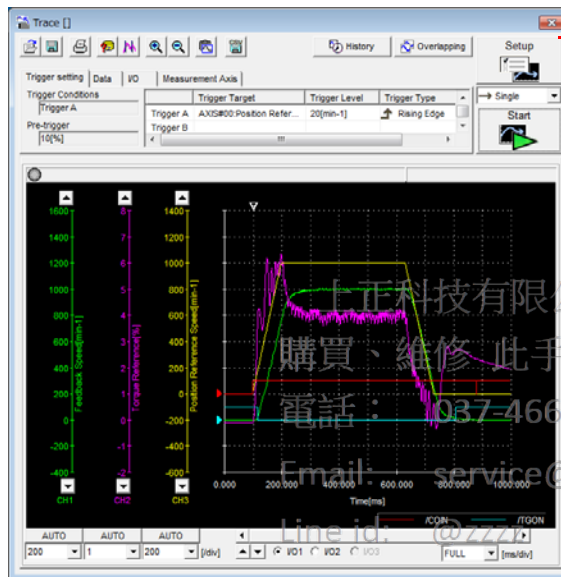 Trace []
History
Overlapping
Setup
Trigger setting Data I/O Measurement Axis
Single
Trigger Conditions
Trigger A
Pre-trigger
10[%]
Trigger Target Trigger Level Trigger Type
Trigger A AXIS#00:Position Refer... 20[min-1] Rising Edge
Trigger B
Start
1600 8 1400
1400 7 1200
1200 6 1000
1000 5 800
800 4 600
600 3 400
400 2 200
200 1 0
0 0 -200
-200 -1 -400
-400 -2 -600
Feedback Speed[min-1]
Torque Reference[%]
Position Reference Speed[min-1]
CH1 CH2 CH3
0.000 200.000 400.000 600.000 800.000 1000.000
Time[ms]
/COIN /TGON
上正科技有限公
購買、維修 此手
電話: 037-466
Email: service@
Line id: @zzzz
AUTO AUTO AUTO
200 1 200 [/div] I/O1 I/O2 I/O3 FULL [ms/div]